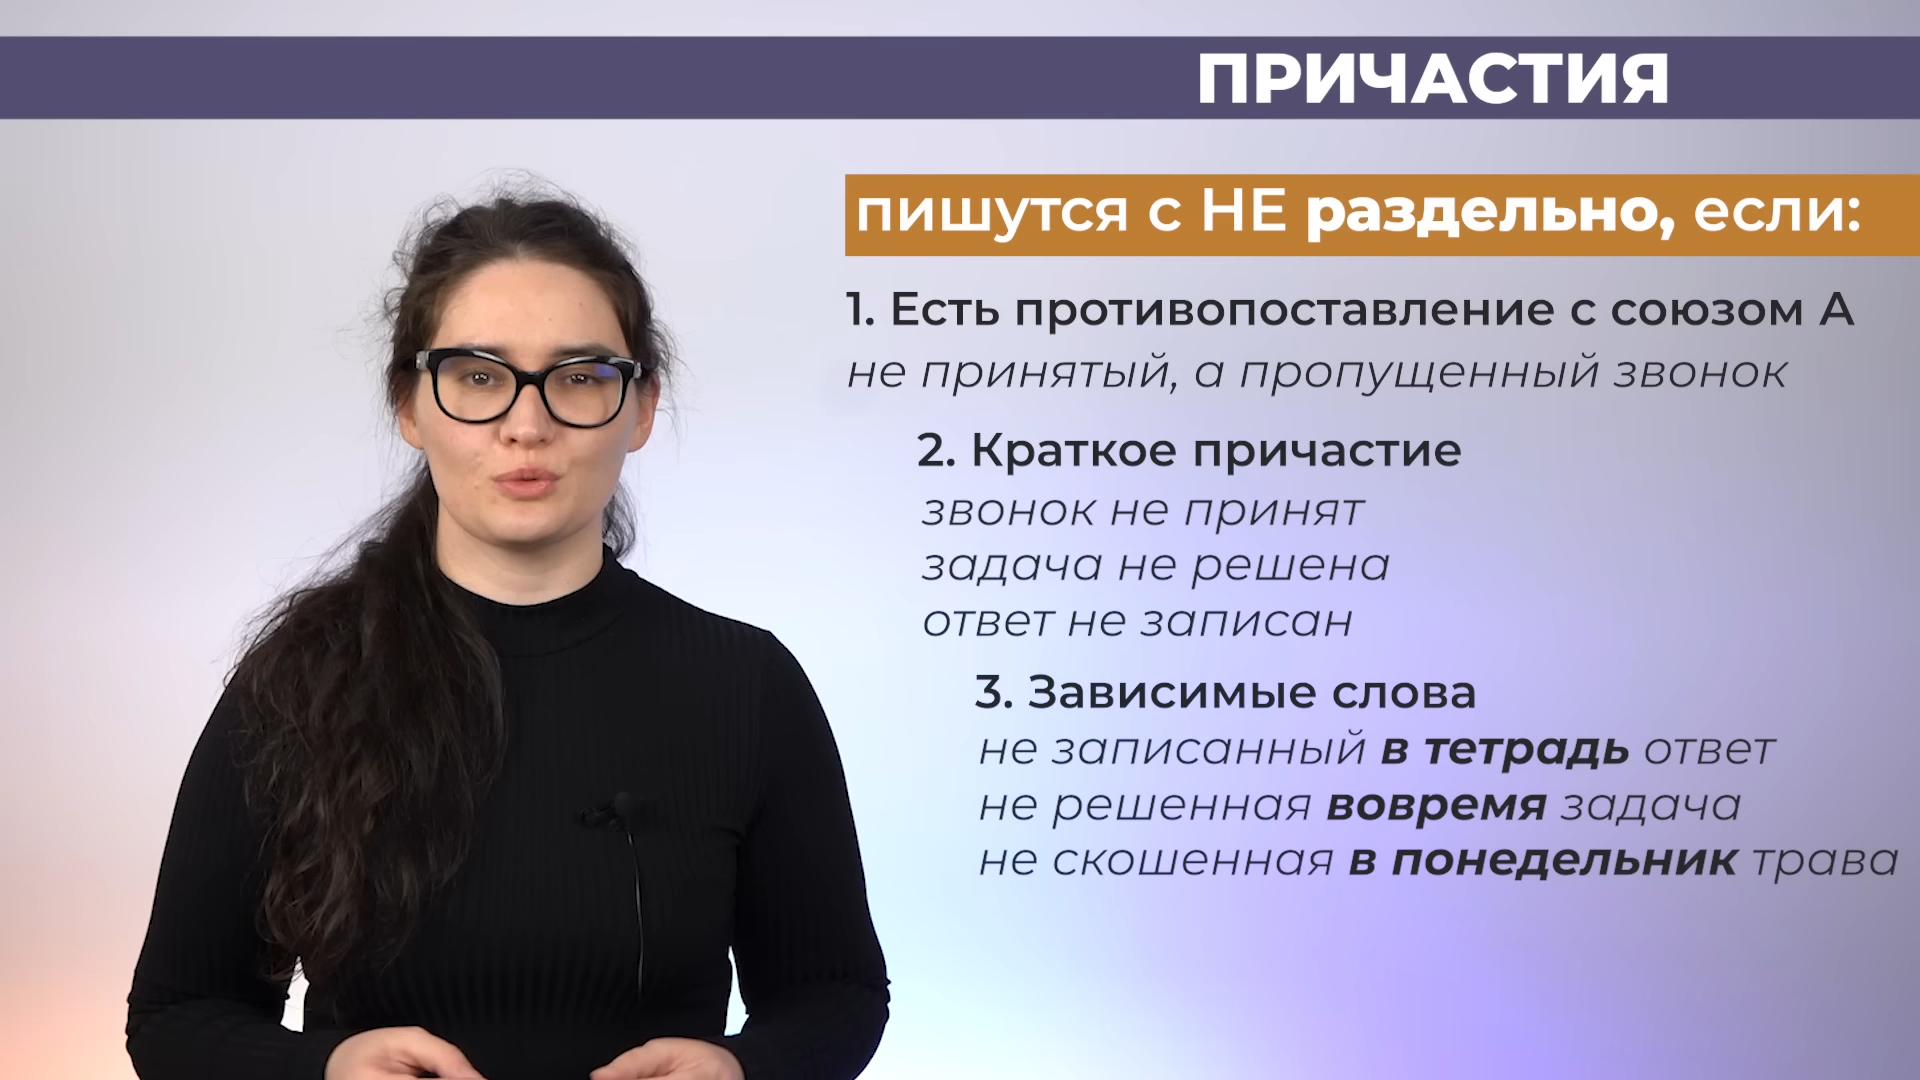 ПРИЧАСТИЯ
пишутся с НЕ раздельно, если:
1. Есть противопоставление с союзом А
не принятый, а пропущенный звонок
2. Краткое причастие
звонок не принят
задача не решена
ответ не записан
3. Зависимые слова
не записанный в тетрадь ответ
не решенная вовремя задача
не скошенная в понедельник трава